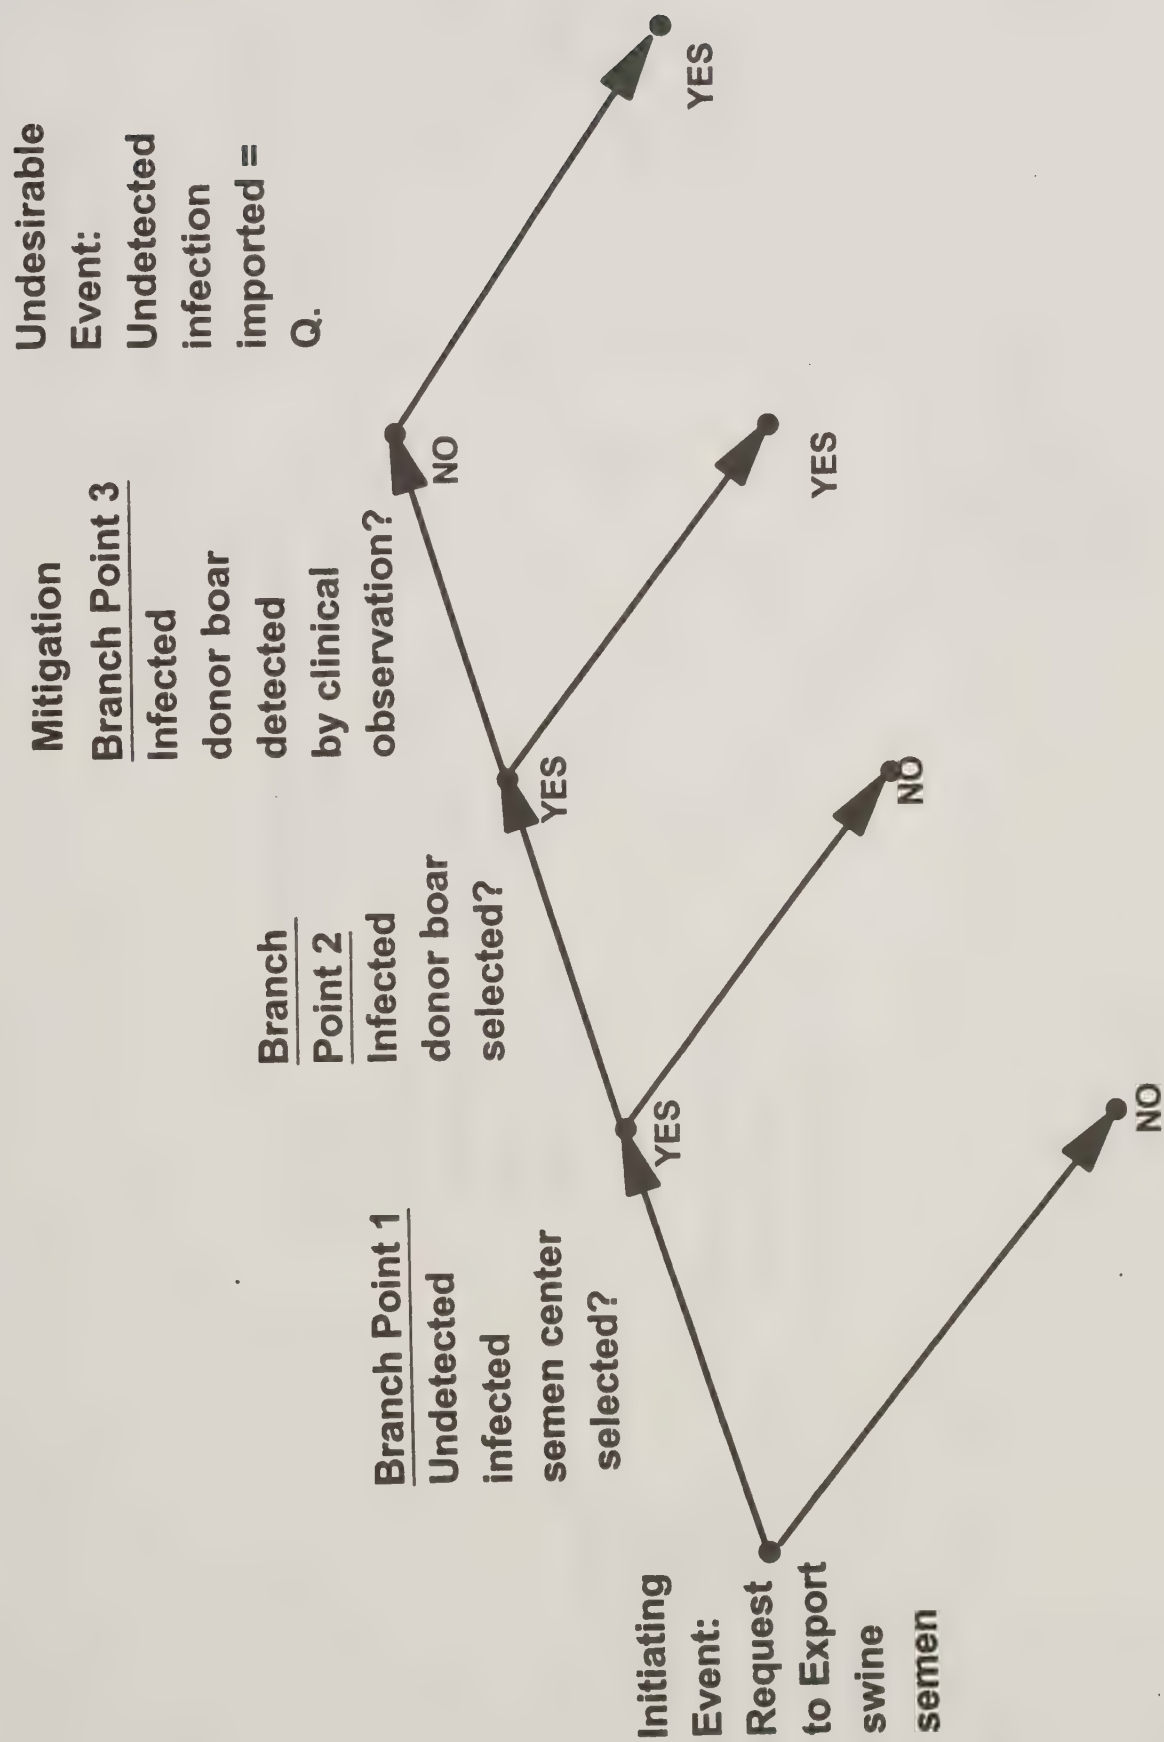 Initiating
Event:
Request
to Export
swine
semen
Branch Point 1
Undetected
infected
semen center
selected?
YES
NO
Branch
Point 2
Infected
donor boar
selected?
YES
NO
Mitigation
Branch Point 3
Infected
donor boar
detected
by clinical
observation?
NO
YES
Undesirable
Event:
Undetected
infection
imported =
Q.
YES